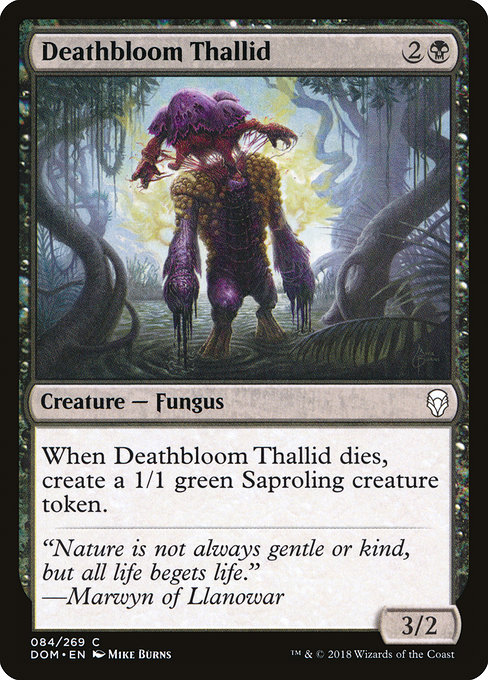 Deathbloom Thallid 2
Creature — Fungus
When Deathbloom Thallid dies,
create a 1/1 green Saproling creature
token.
“Nature is not always gentle or kind,
but all life begets life.”
—Marwyn of Llanowar
3/2
084/269 C
DOM • EN Mike Burns
™ & © 2018 Wizards of the Coast